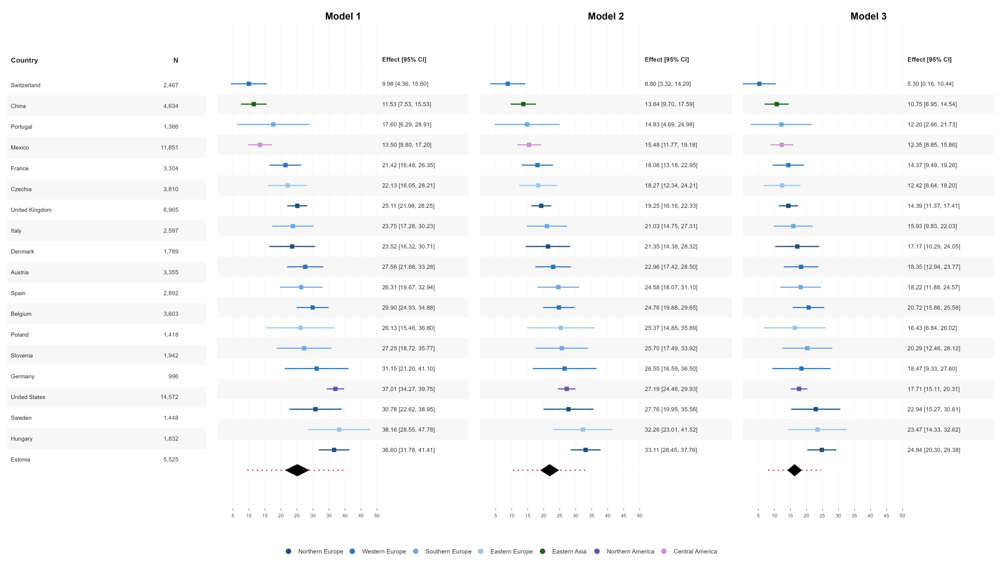 Model 1 Model 2 Model 3
Country N Effect [95% CI] Effect [95% CI] Effect [95% CI]
Switzerland 2,467 9.98 [4.36, 15.60] 8.80 [3.32, 14.29] 5.30 [0.16, 10.44]
China 4,634 11.53 [7.53, 15.53] 13.64 [9.70, 17.59] 10.75 [6.95, 14.54]
Portugal 1,366 17.60 [6.29, 28.91] 14.83 [4.69, 24.98] 12.20 [2.66, 21.73]
Mexico 11,851 13.50 [9.80, 17.20] 15.48 [11.77, 19.18] 12.35 [8.85, 15.86]
France 3,304 21.42 [16.48, 26.35] 18.06 [13.18, 22.95] 14.37 [9.49, 19.26]
Czechia 3,810 22.13 [16.05, 28.21] 18.27 [12.34, 24.21] 12.42 [6.64, 18.20]
United Kingdom 6,965 25.11 [21.98, 28.25] 19.25 [16.16, 22.33] 14.39 [11.37, 17.41]
Italy 2,597 23.75 [17.28, 30.23] 21.03 [14.75, 27.31] 15.93 [9.83, 22.03]
Denmark 1,789 23.52 [16.32, 30.71] 21.35 [14.38, 28.32] 17.17 [10.29, 24.05]
Austria 3,355 27.58 [21.88, 33.28] 22.96 [17.42, 28.50] 18.35 [12.94, 23.77]
Spain 2,892 26.31 [19.67, 32.94] 24.58 [18.07, 31.10] 18.22 [11.88, 24.57]
Belgium 3,603 29.90 [24.93, 34.88] 24.76 [19.88, 29.65] 20.72 [15.86, 25.58]
Poland 1,418 26.13 [15.46, 36.80] 25.37 [14.85, 35.89] 16.43 [6.84, 26.02]
Slovenia 1,942 27.25 [18.72, 35.77] 25.70 [17.49, 33.92] 20.29 [12.46, 28.12]
Germany 996 31.15 [21.20, 41.10] 26.55 [16.59, 36.50] 18.47 [9.33, 27.60]
United States 14,572 37.01 [34.27, 39.75] 27.19 [24.46, 29.93] 17.71 [15.11, 20.31]
Sweden 1,448 30.78 [22.62, 38.95] 27.76 [19.95, 35.56] 22.94 [15.27, 30.61]
Hungary 1,832 38.16 [28.55, 47.78] 32.26 [23.01, 41.52] 23.47 [14.33, 32.62]
Estonia 5,525 36.60 [31.78, 41.41] 33.11 [28.45, 37.76] 24.84 [20.30, 29.38]
5 10 15 20 25 30 35 40 45 50 5 10 15 20 25 30 35 40 45 50 5 10 15 20 25 30 35 40 45 50
Northern Europe Western Europe Southern Europe Eastern Europe Eastern Asia Northern America Central America